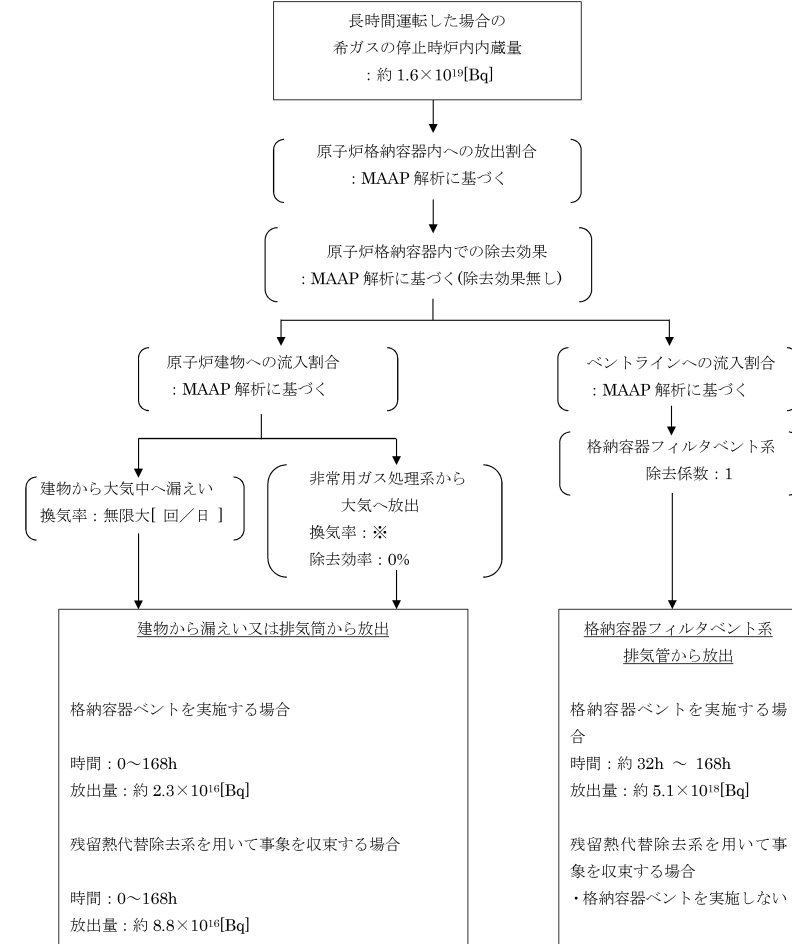 長時間運転した場合の
希ガスの停止時炉内内蔵量
：約 1.6×10¹⁹[Bq]
原子炉格納容器内への放出割合
：MAAP 解析に基づく
原子炉格納容器内での除去効果
：MAAP 解析に基づく(除去効果無し)
原子炉建物への流入割合
：MAAP 解析に基づく
ベントラインへの流入割合
：MAAP 解析に基づく
建物から大気中へ漏えい
換気率：無限大[ 回／日 ]
非常用ガス処理系から
大気へ放出
換気率：※
除去効率：0%
格納容器フィルタベント系
除去係数：1
建物から漏えい又は排気筒から放出
格納容器ベントを実施する場合
時間：0～168h
放出量：約 2.3×10¹⁶[Bq]
残留熱代替除去系を用いて事象を収束する場合
時間：0～168h
放出量：約 8.8×10¹⁶[Bq]
格納容器フィルタベント系
排気管から放出
格納容器ベントを実施する場
合
時間：約 32h ～ 168h
放出量：約 5.1×10¹⁸[Bq]
残留熱代替除去系を用いて事
象を収束する場合
・格納容器ベントを実施しない